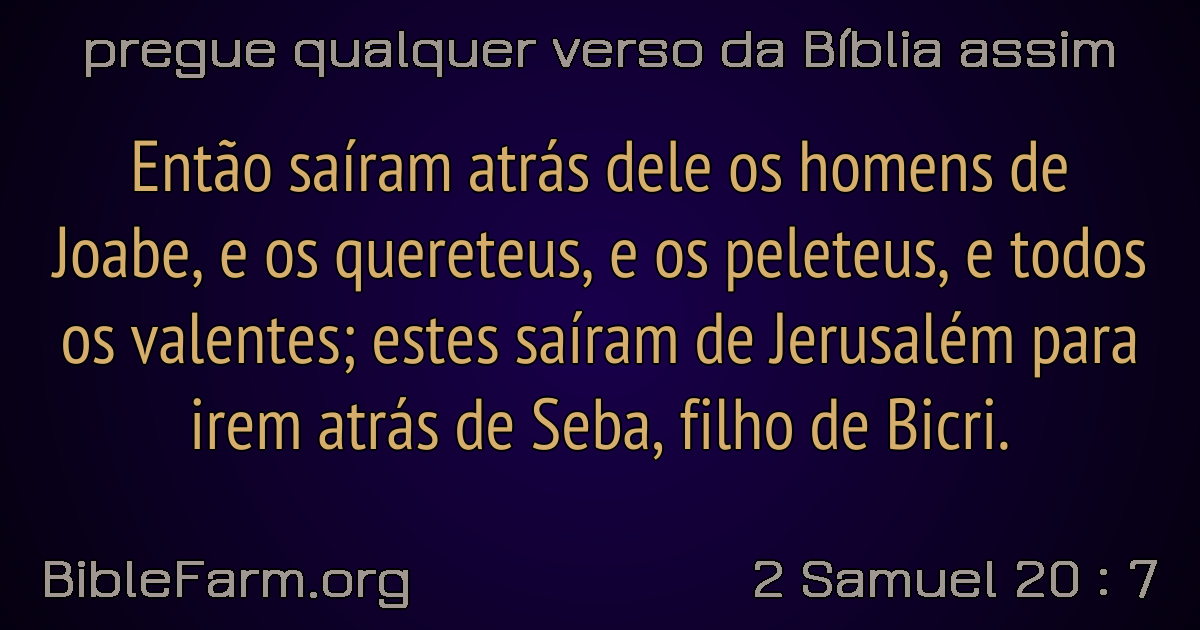 pregue qualquer verso da Bíblia assim
Então saíram atrás dele os homens de
Joabe, e os quereteus, e os peleteus, e todos
os valentes; estes saíram de Jerusalém para
irem atrás de Seba, filho de Bicri.
BibleFarm.org
2 Samuel 20 : 7